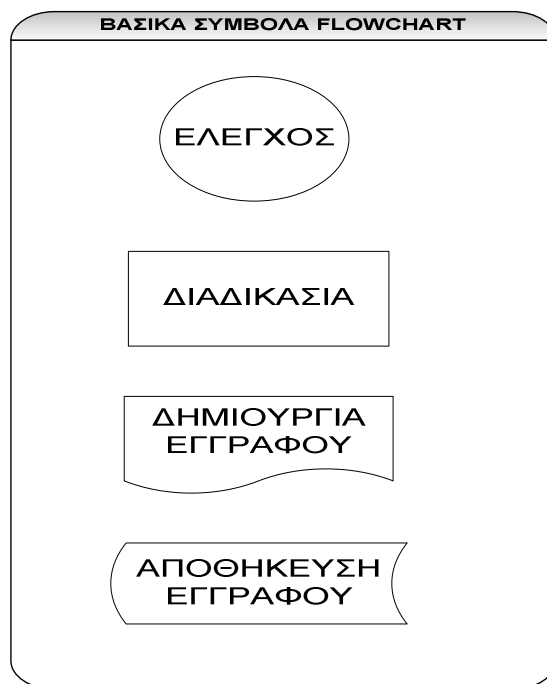 ΒΑΣΙΚΑ ΣΥΜΒΟΛΑ FLOWCHART
ΕΛΕΓΧΟΣ
ΔΙΑΔΙΚΑΣΙΑ
ΔΗΜΙΟΥΡΓΙΑ
ΕΓΓΡΑΦΟΥ
ΑΠΟΘΗΚΕΥΣΗ
ΕΓΓΡΑΦΟΥ